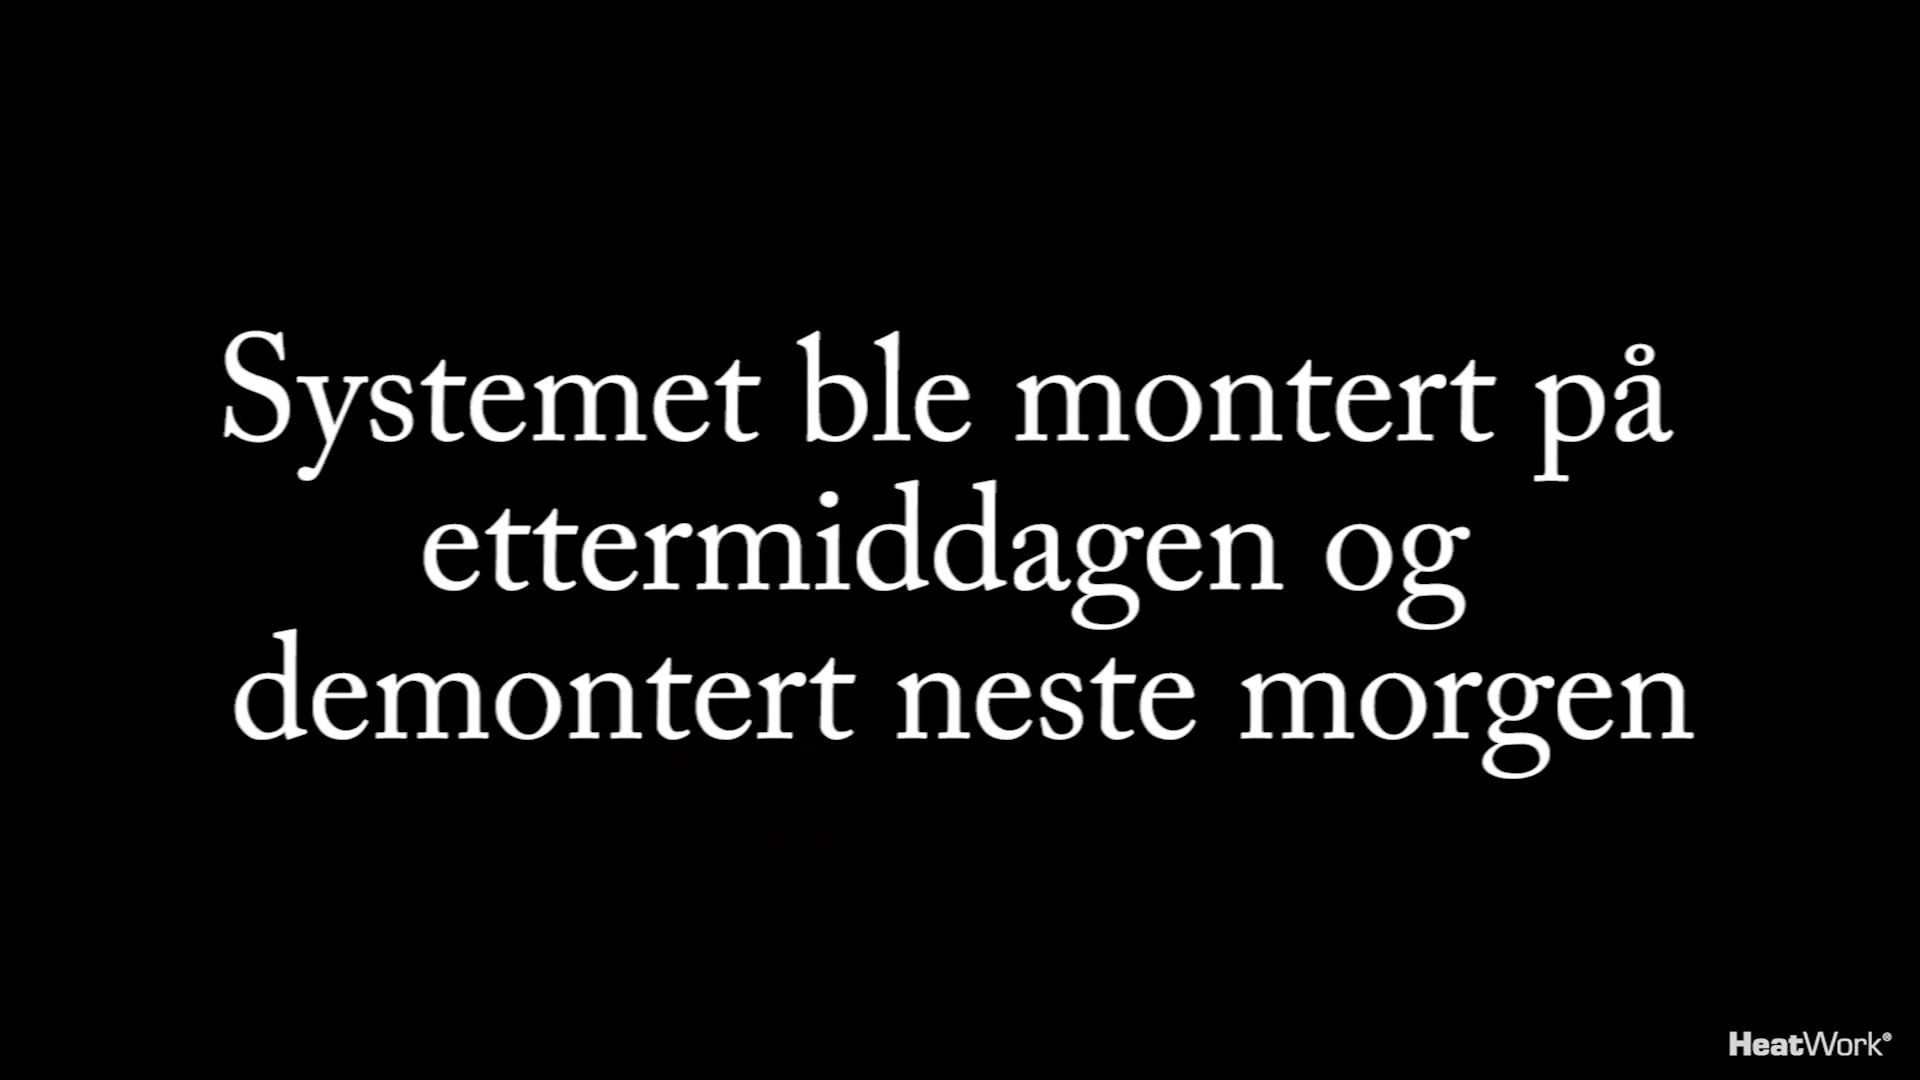 Systemet ble montert på
ettermiddagen og
demontert neste morgen
HeatWork®